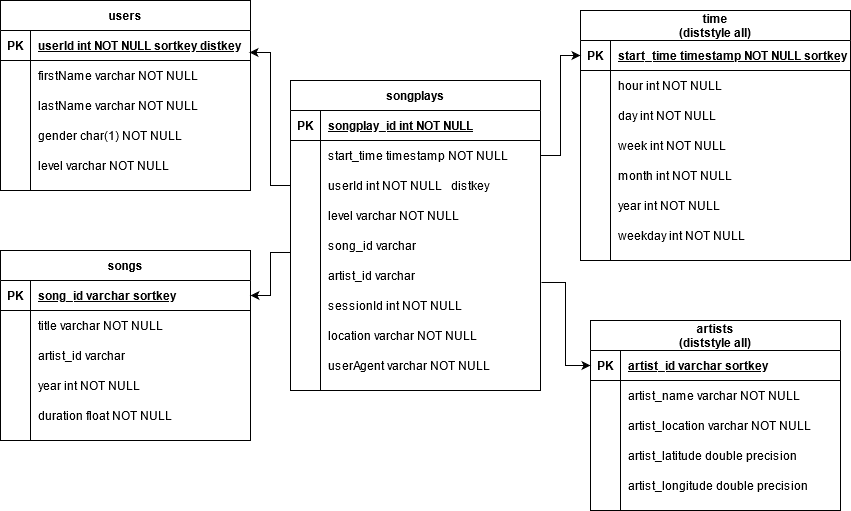 users
PK userId int NOT NULL sortkey distkey
firstName varchar NOT NULL
lastName varchar NOT NULL
gender char(1) NOT NULL
level varchar NOT NULL
songs
PK song_id varchar sortkey
title varchar NOT NULL
artist_id varchar
year int NOT NULL
duration float NOT NULL
songplays
PK songplay_id int NOT NULL
start_time timestamp NOT NULL
userId int NOT NULL distkey
level varchar NOT NULL
song_id varchar
artist_id varchar
sessionId int NOT NULL
location varchar NOT NULL
userAgent varchar NOT NULL
time
(diststyle all)
PK start_time timestamp NOT NULL sortkey
hour int NOT NULL
day int NOT NULL
week int NOT NULL
month int NOT NULL
year int NOT NULL
weekday int NOT NULL
artists
(diststyle all)
PK artist_id varchar sortkey
artist_name varchar NOT NULL
artist_location varchar NOT NULL
artist_latitude double precision
artist_longitude double precision